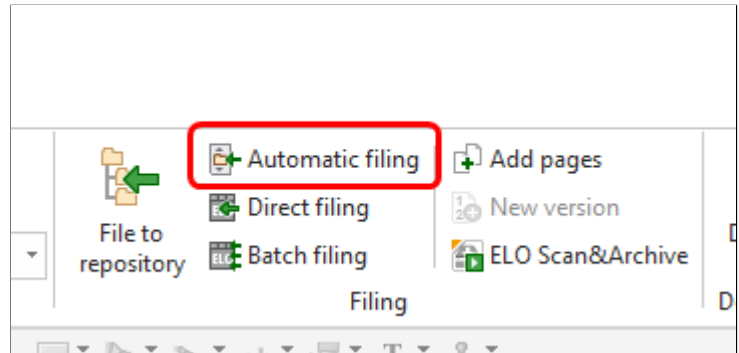 Automatic filing
Direct filing
Batch filing
File to
repository
Add pages
New version
ELO Scan&Archive
Filing